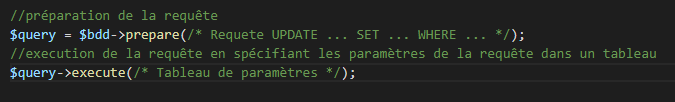 //préparation de la requête
$query = $bdd->prepare(/* Requete UPDATE ... SET ... WHERE ... */);
//execution de la requête en spécifiant les paramètres de la requête dans un tableau
$query->execute(/* Tableau de paramètres */);